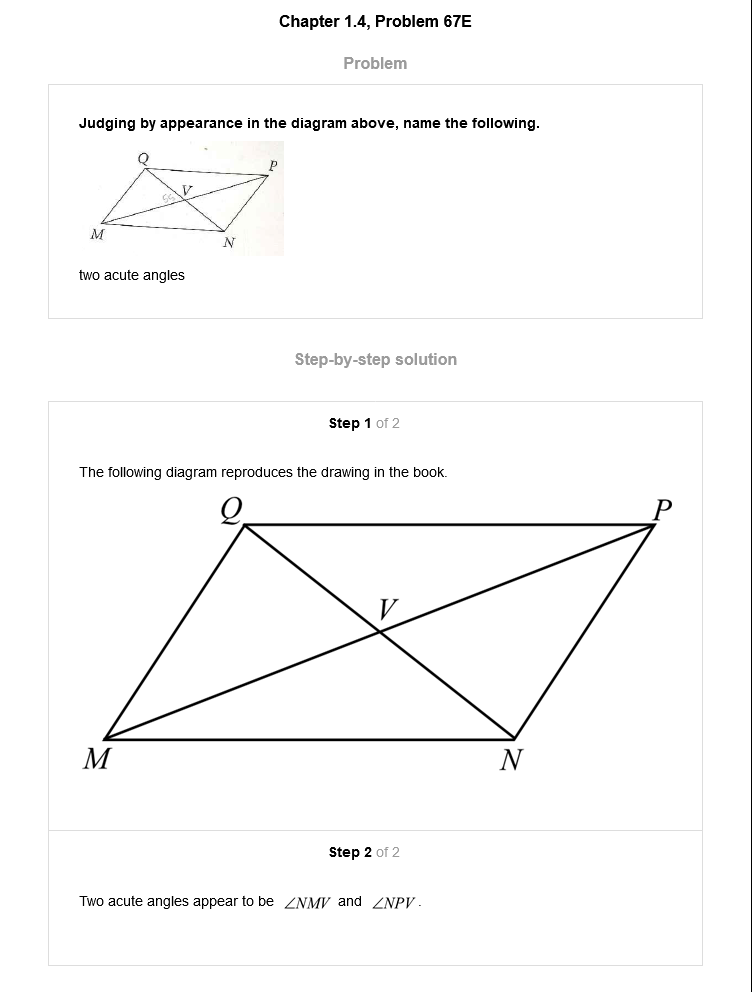 Chapter 1.4, Problem 67E
Problem
Judging by appearance in the diagram above, name the following.
Q
P
V
M
N
two acute angles
Step-by-step solution
Step 1 of 2
The following diagram reproduces the drawing in the book.
Q
P
V
M
N
Step 2 of 2
Two acute angles appear to be ∠NMV and ∠NPV.